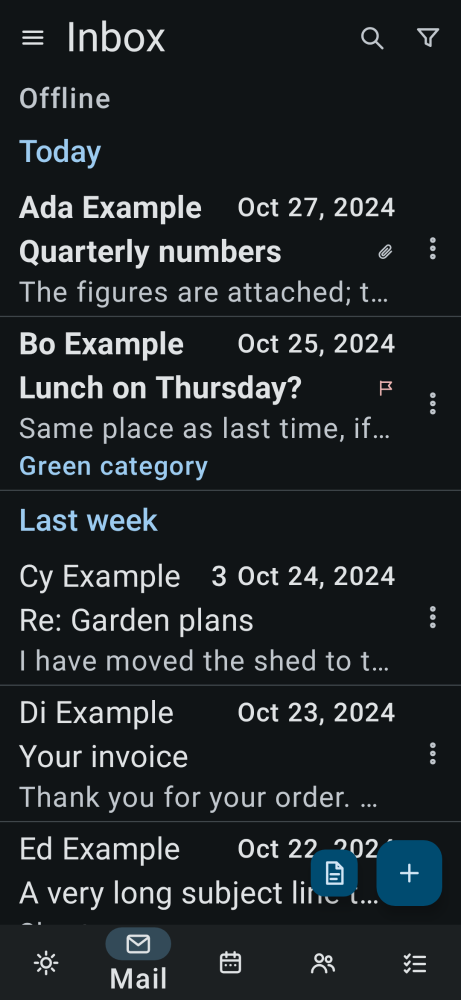 Inbox
Offline
Today
Ada Example Oct 27, 2024
Quarterly numbers
The figures are attached; t…
Bo Example Oct 25, 2024
Lunch on Thursday?
Same place as last time, if…
Green category
Last week
Cy Example 3 Oct 24, 2024
Re: Garden plans
I have moved the shed to t…
Di Example Oct 23, 2024
Your invoice
Thank you for your order. …
Ed Example Oct 22, 202
A very long subject line t…
Mail